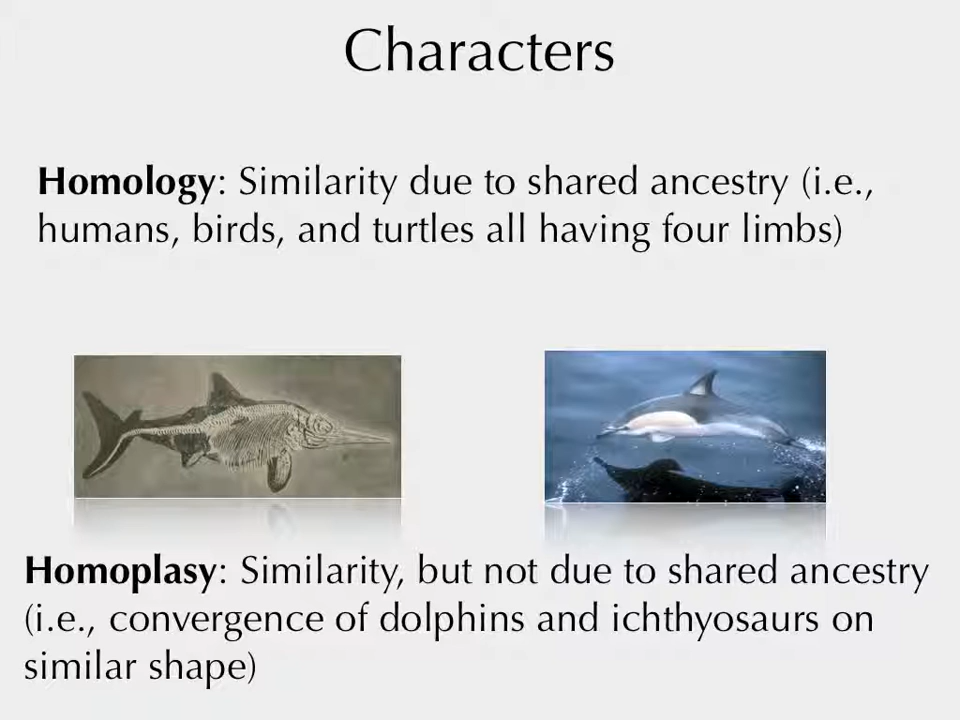 Characters
Homology: Similarity due to shared ancestry (i.e.,
humans, birds, and turtles all having four limbs)
Homoplasy: Similarity, but not due to shared ancestry
(i.e., convergence of dolphins and ichthyosaurs on
similar shape)